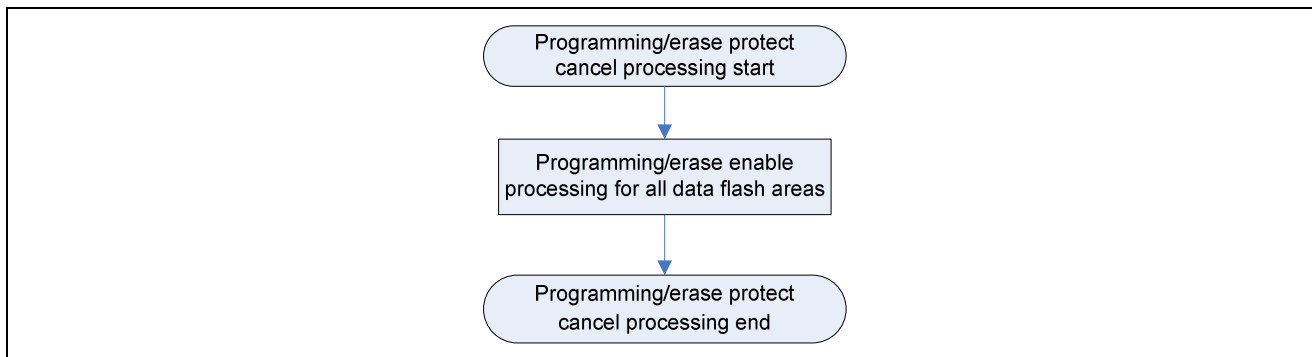 Programming/erase protect
cancel processing start
Programming/erase enable
processing for all data flash areas
Programming/erase protect
cancel processing end